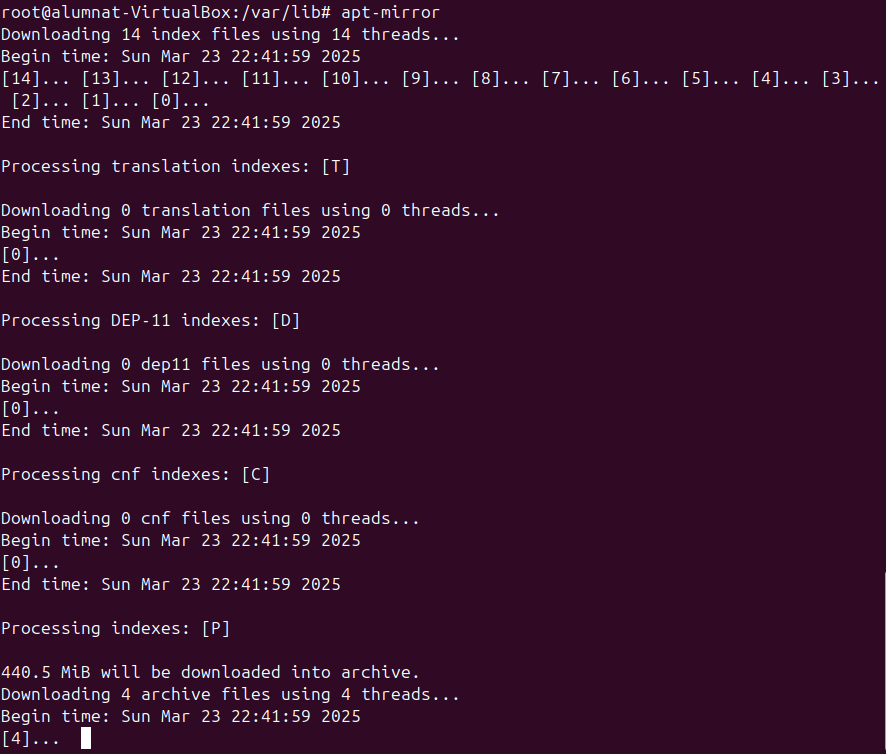 root@alumnat-VirtualBox:/var/lib# apt-mirror
Downloading 14 index files using 14 threads...
Begin time: Sun Mar 23 22:41:59 2025
[14]... [13]... [12]... [11]... [10]... [9]... [8]... [7]... [6]... [5]... [4]... [3]...
 [2]... [1]... [0]...
End time: Sun Mar 23 22:41:59 2025

Processing translation indexes: [T]

Downloading 0 translation files using 0 threads...
Begin time: Sun Mar 23 22:41:59 2025
[0]...
End time: Sun Mar 23 22:41:59 2025

Processing DEP-11 indexes: [D]

Downloading 0 dep11 files using 0 threads...
Begin time: Sun Mar 23 22:41:59 2025
[0]...
End time: Sun Mar 23 22:41:59 2025

Processing cnf indexes: [C]

Downloading 0 cnf files using 0 threads...
Begin time: Sun Mar 23 22:41:59 2025
[0]...
End time: Sun Mar 23 22:41:59 2025

Processing indexes: [P]

440.5 MiB will be downloaded into archive.
Downloading 4 archive files using 4 threads...
Begin time: Sun Mar 23 22:41:59 2025
[4]...